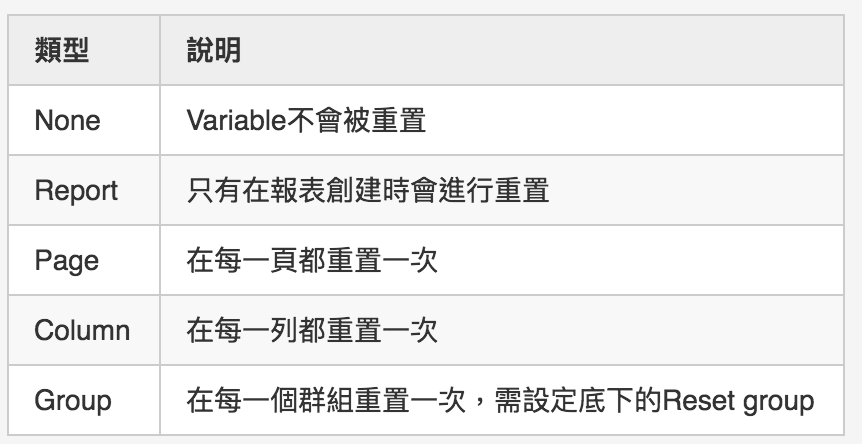 類型 說明
None Variable不會被重置
Report 只有在報表創建時會進行重置
Page 在每一頁都重置一次
Column 在每一列都重置一次
Group 在每一個群組重置一次，需設定底下的Reset group